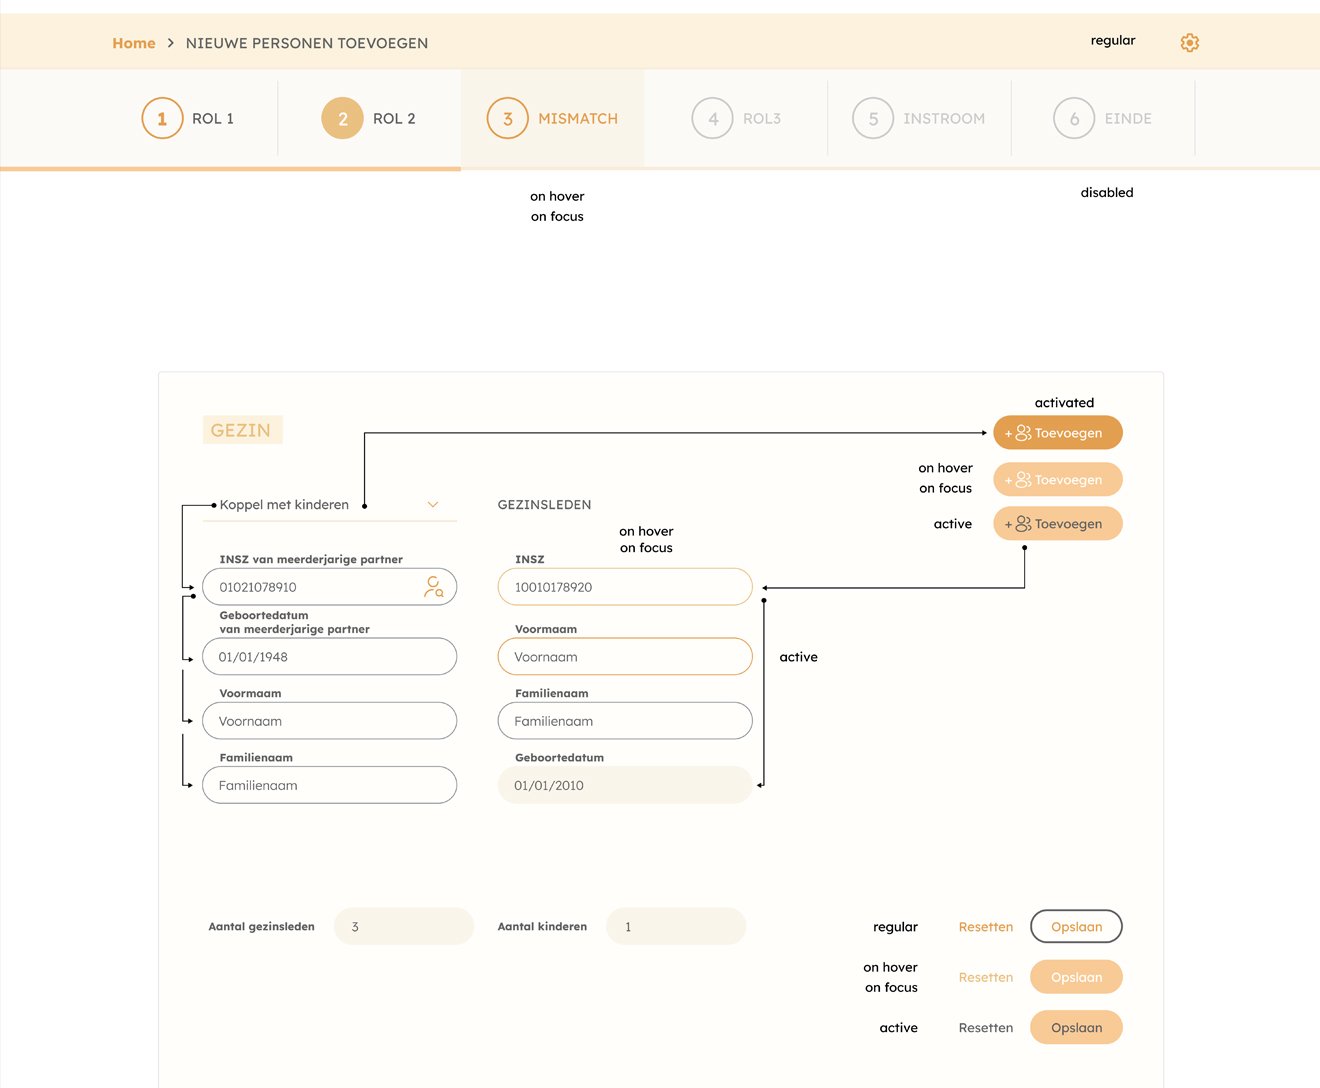 Home > NIEUWE PERSONEN TOEVOEGEN
regular
1 ROL 1
2 ROL 2
3 MISMATCH
4 ROL3
5 INSTROOM
6 EINDE
on hover
on focus
disabled
activated
GEZIN
+ Toevoegen
on hover
on focus
+ Toevoegen
Koppel met kinderen
GEZINSLEDEN
active
+ Toevoegen
on hover
on focus
INSZ van meerderjarige partner
01021078910
INSZ
10010178920
Geboortedatum
van meerderjarige partner
01/01/1948
Voormaam
Voornaam
active
Voormaam
Voornaam
Familienaam
Familienaam
Familienaam
Familienaam
Geboortedatum
01/01/2010
Aantal gezinsleden
3
Aantal kinderen
1
regular
Resetten
Opslaan
on hover
on focus
Resetten
Opslaan
active
Resetten
Opslaan